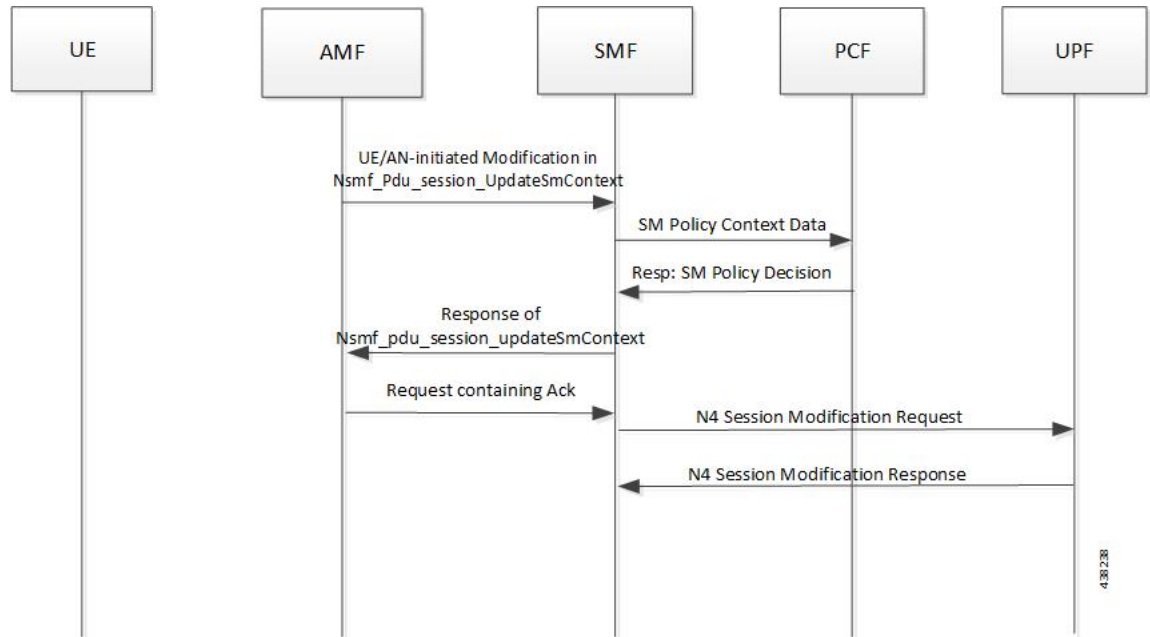 UE
AMF
SMF
PCF
UPF
UE/AN-initiated Modification in
Nsmf_Pdu_session_UpdateSmContext
SM Policy Context Data
Resp: SM Policy Decision
Response of
Nsmf_pdu_session_updateSmContext
Request containing Ack
N4 Session Modification Request
N4 Session Modification Response
438238